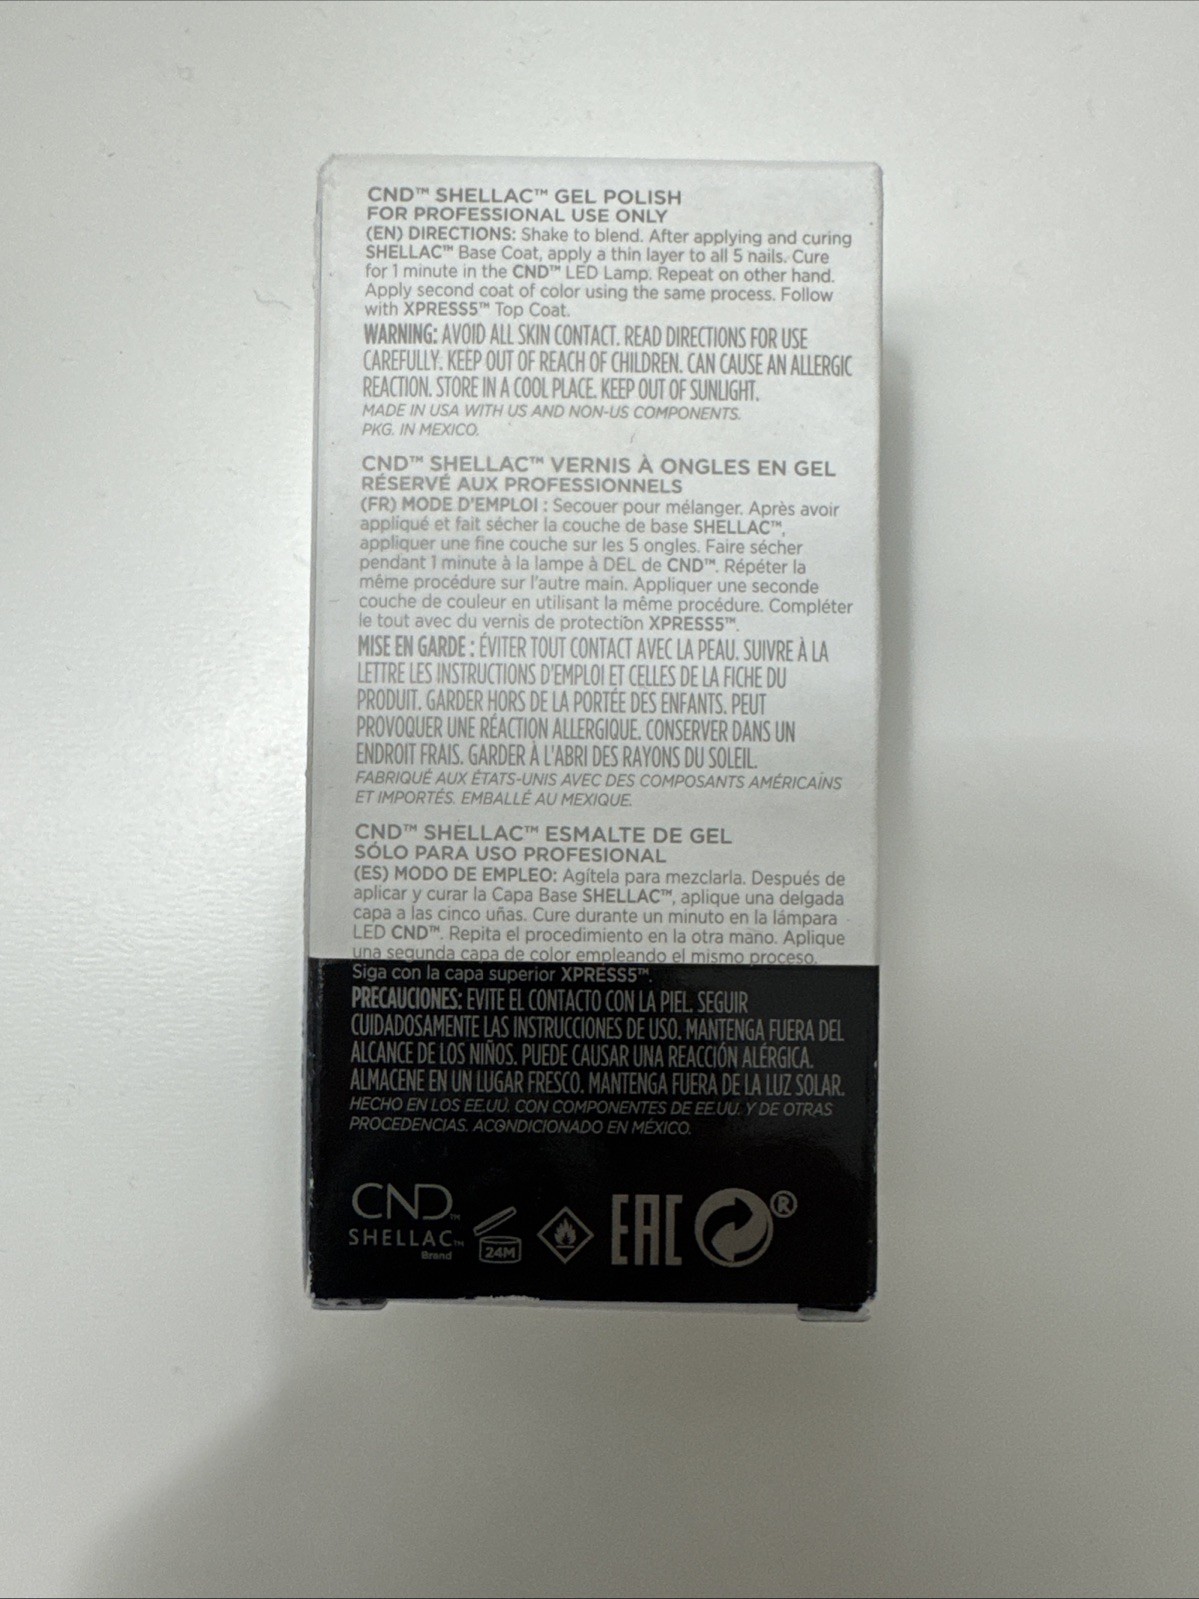 CND™ SHELLAC™ GEL POLISH
FOR PROFESSIONAL USE ONLY
(EN) DIRECTIONS: Shake to blend. After applying and curing
SHELLAC™ Base Coat, apply a thin layer to all 5 nails. Cure
for 1 minute in the CND™ LED Lamp. Repeat on other hand.
Apply second coat of color using the same process. Follow
with XPRESS5™ Top Coat.
WARNING: AVOID ALL SKIN CONTACT. READ DIRECTIONS FOR USE
CAREFULLY. KEEP OUT OF REACH OF CHILDREN. CAN CAUSE AN ALLERGIC
REACTION. STORE IN A COOL PLACE. KEEP OUT OF SUNLIGHT.
MADE IN USA WITH US AND NON-US COMPONENTS.
PKG. IN MEXICO.
CND™ SHELLAC™ VERNIS À ONGLES EN GEL
RÉSERVÉ AUX PROFESSIONNELS
(FR) MODE D'EMPLOI : Secouer pour mélanger. Après avoir
appliqué et fait sécher la couche de base SHELLAC™,
appliquer une fine couche sur les 5 ongles. Faire sécher
pendant 1 minute à la lampe à DEL de CND™. Répéter la
même procédure sur l'autre main. Appliquer une seconde
couche de couleur en utilisant la même procédure. Compléter
le tout avec du vernis de protection XPRESS5™.
MISE EN GARDE : ÉVITER TOUT CONTACT AVEC LA PEAU. SUIVRE À LA
LETTRE LES INSTRUCTIONS D'EMPLOI ET CELLES DE LA FICHE DU
PRODUIT. GARDER HORS DE LA PORTÉE DES ENFANTS. PEUT
PROVOQUER UNE RÉACTION ALLERGIQUE. CONSERVER DANS UN
ENDROIT FRAIS. GARDER À L'ABRI DES RAYONS DU SOLEIL.
FABRIQUÉ AUX ÉTATS-UNIS AVEC DES COMPOSANTS AMÉRICAINS
ET IMPORTÉS. EMBALLÉ AU MEXIQUE.
CND™ SHELLAC™ ESMALTE DE GEL
SÓLO PARA USO PROFESIONAL
(ES) MODO DE EMPLEO: Agítela para mezclarla. Después de
aplicar y curar la Capa Base SHELLAC™, aplique una delgada
capa a las cinco uñas. Cure durante un minuto en la lámpara
LED CND™. Repita el procedimiento en la otra mano. Aplique
una segunda capa de color empleando el mismo proceso.
Siga con la capa superior XPRESS5™.
PRECAUCIONES: EVITE EL CONTACTO CON LA PIEL. SEGUIR
CUIDADOSAMENTE LAS INSTRUCCIONES DE USO. MANTENGA FUERA DEL
ALCANCE DE LOS NIÑOS. PUEDE CAUSAR UNA REACCIÓN ALÉRGICA.
ALMACENE EN UN LUGAR FRESCO. MANTENGA FUERA DE LA LUZ SOLAR.
HECHO EN LOS EE.UU. CON COMPONENTES DE EE.UU. Y DE OTRAS
PROCEDENCIAS. ACONDICIONADO EN MÉXICO.
CND™
SHELLAC™
Brand
24M
EAC
®